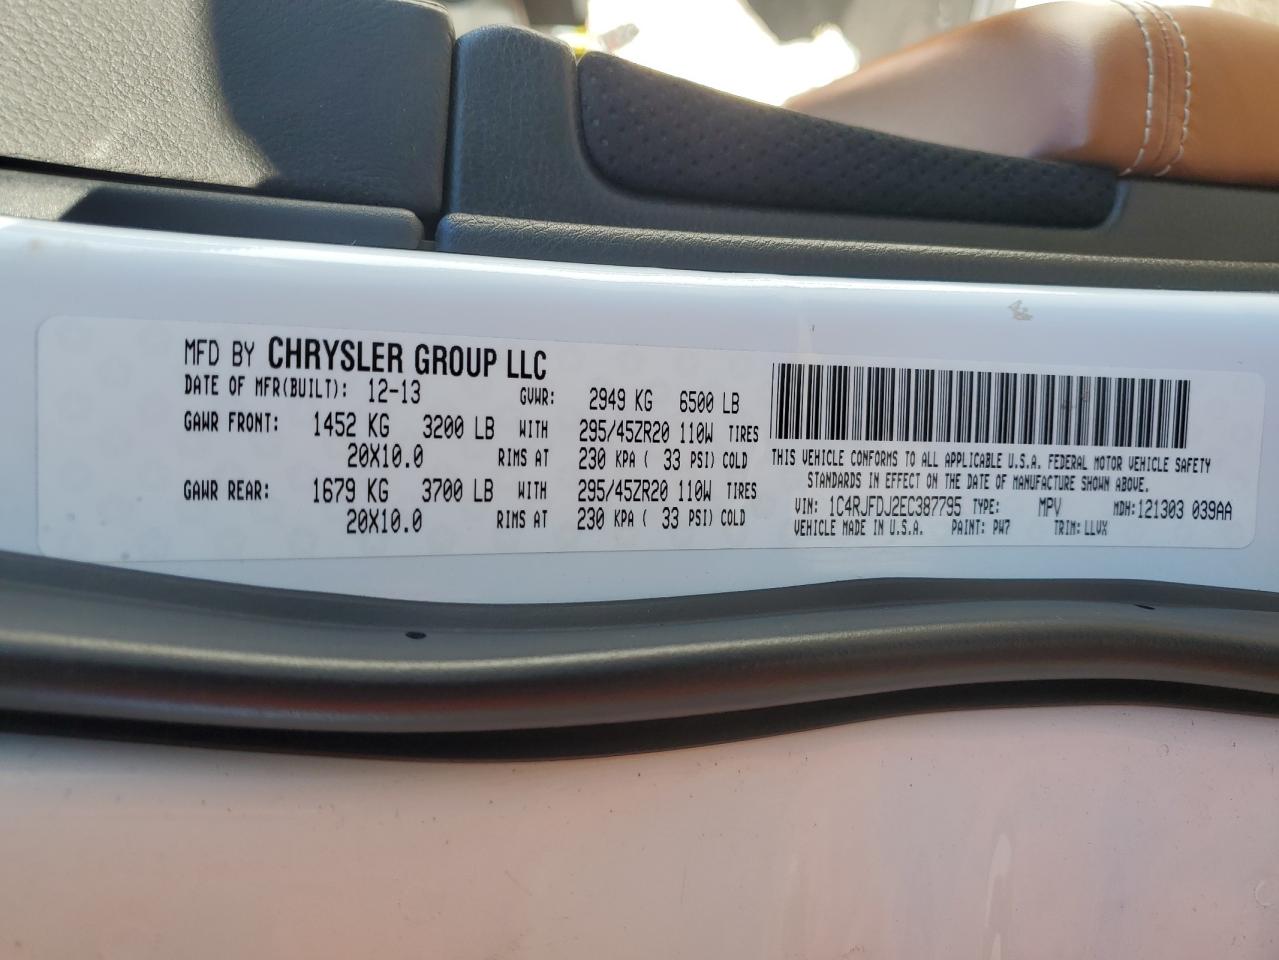 MFD BY CHRYSLER GROUP LLC
DATE OF MFR(BUILT): 12-13 GVWR: 2949 KG 6500 LB
GAWR FRONT: 1452 KG 3200 LB WITH 295/45ZR20 110W TIRES
20X10.0 RIMS AT 230 KPA ( 33 PSI) COLD
GAWR REAR: 1679 KG 3700 LB WITH 295/45ZR20 110W TIRES
20X10.0 RIMS AT 230 KPA ( 33 PSI) COLD
THIS VEHICLE CONFORMS TO ALL APPLICABLE U.S.A. FEDERAL MOTOR VEHICLE SAFETY
STANDARDS IN EFFECT ON THE DATE OF MANUFACTURE SHOWN ABOVE.
VIN: 1C4RJFDJ2EC387795 TYPE: MPV MDH: 121303 039AA
VEHICLE MADE IN U.S.A. PAINT: PW7 TRIM: LLVX